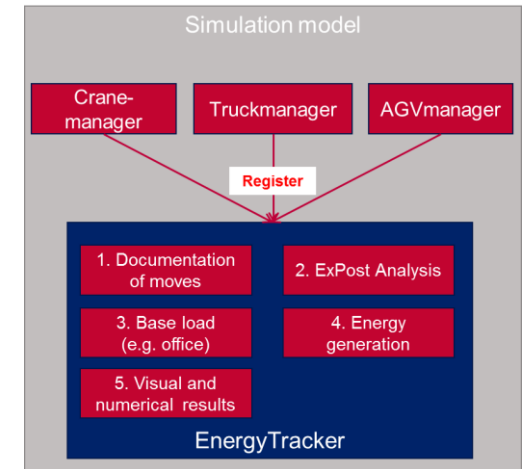 Simulation model
Crane-
manager
Truckmanager
AGVmanager
Register
1. Documentation
of moves
2. ExPost Analysis
3. Base load
(e.g. office)
4. Energy
generation
5. Visual and
numerical results
EnergyTracker